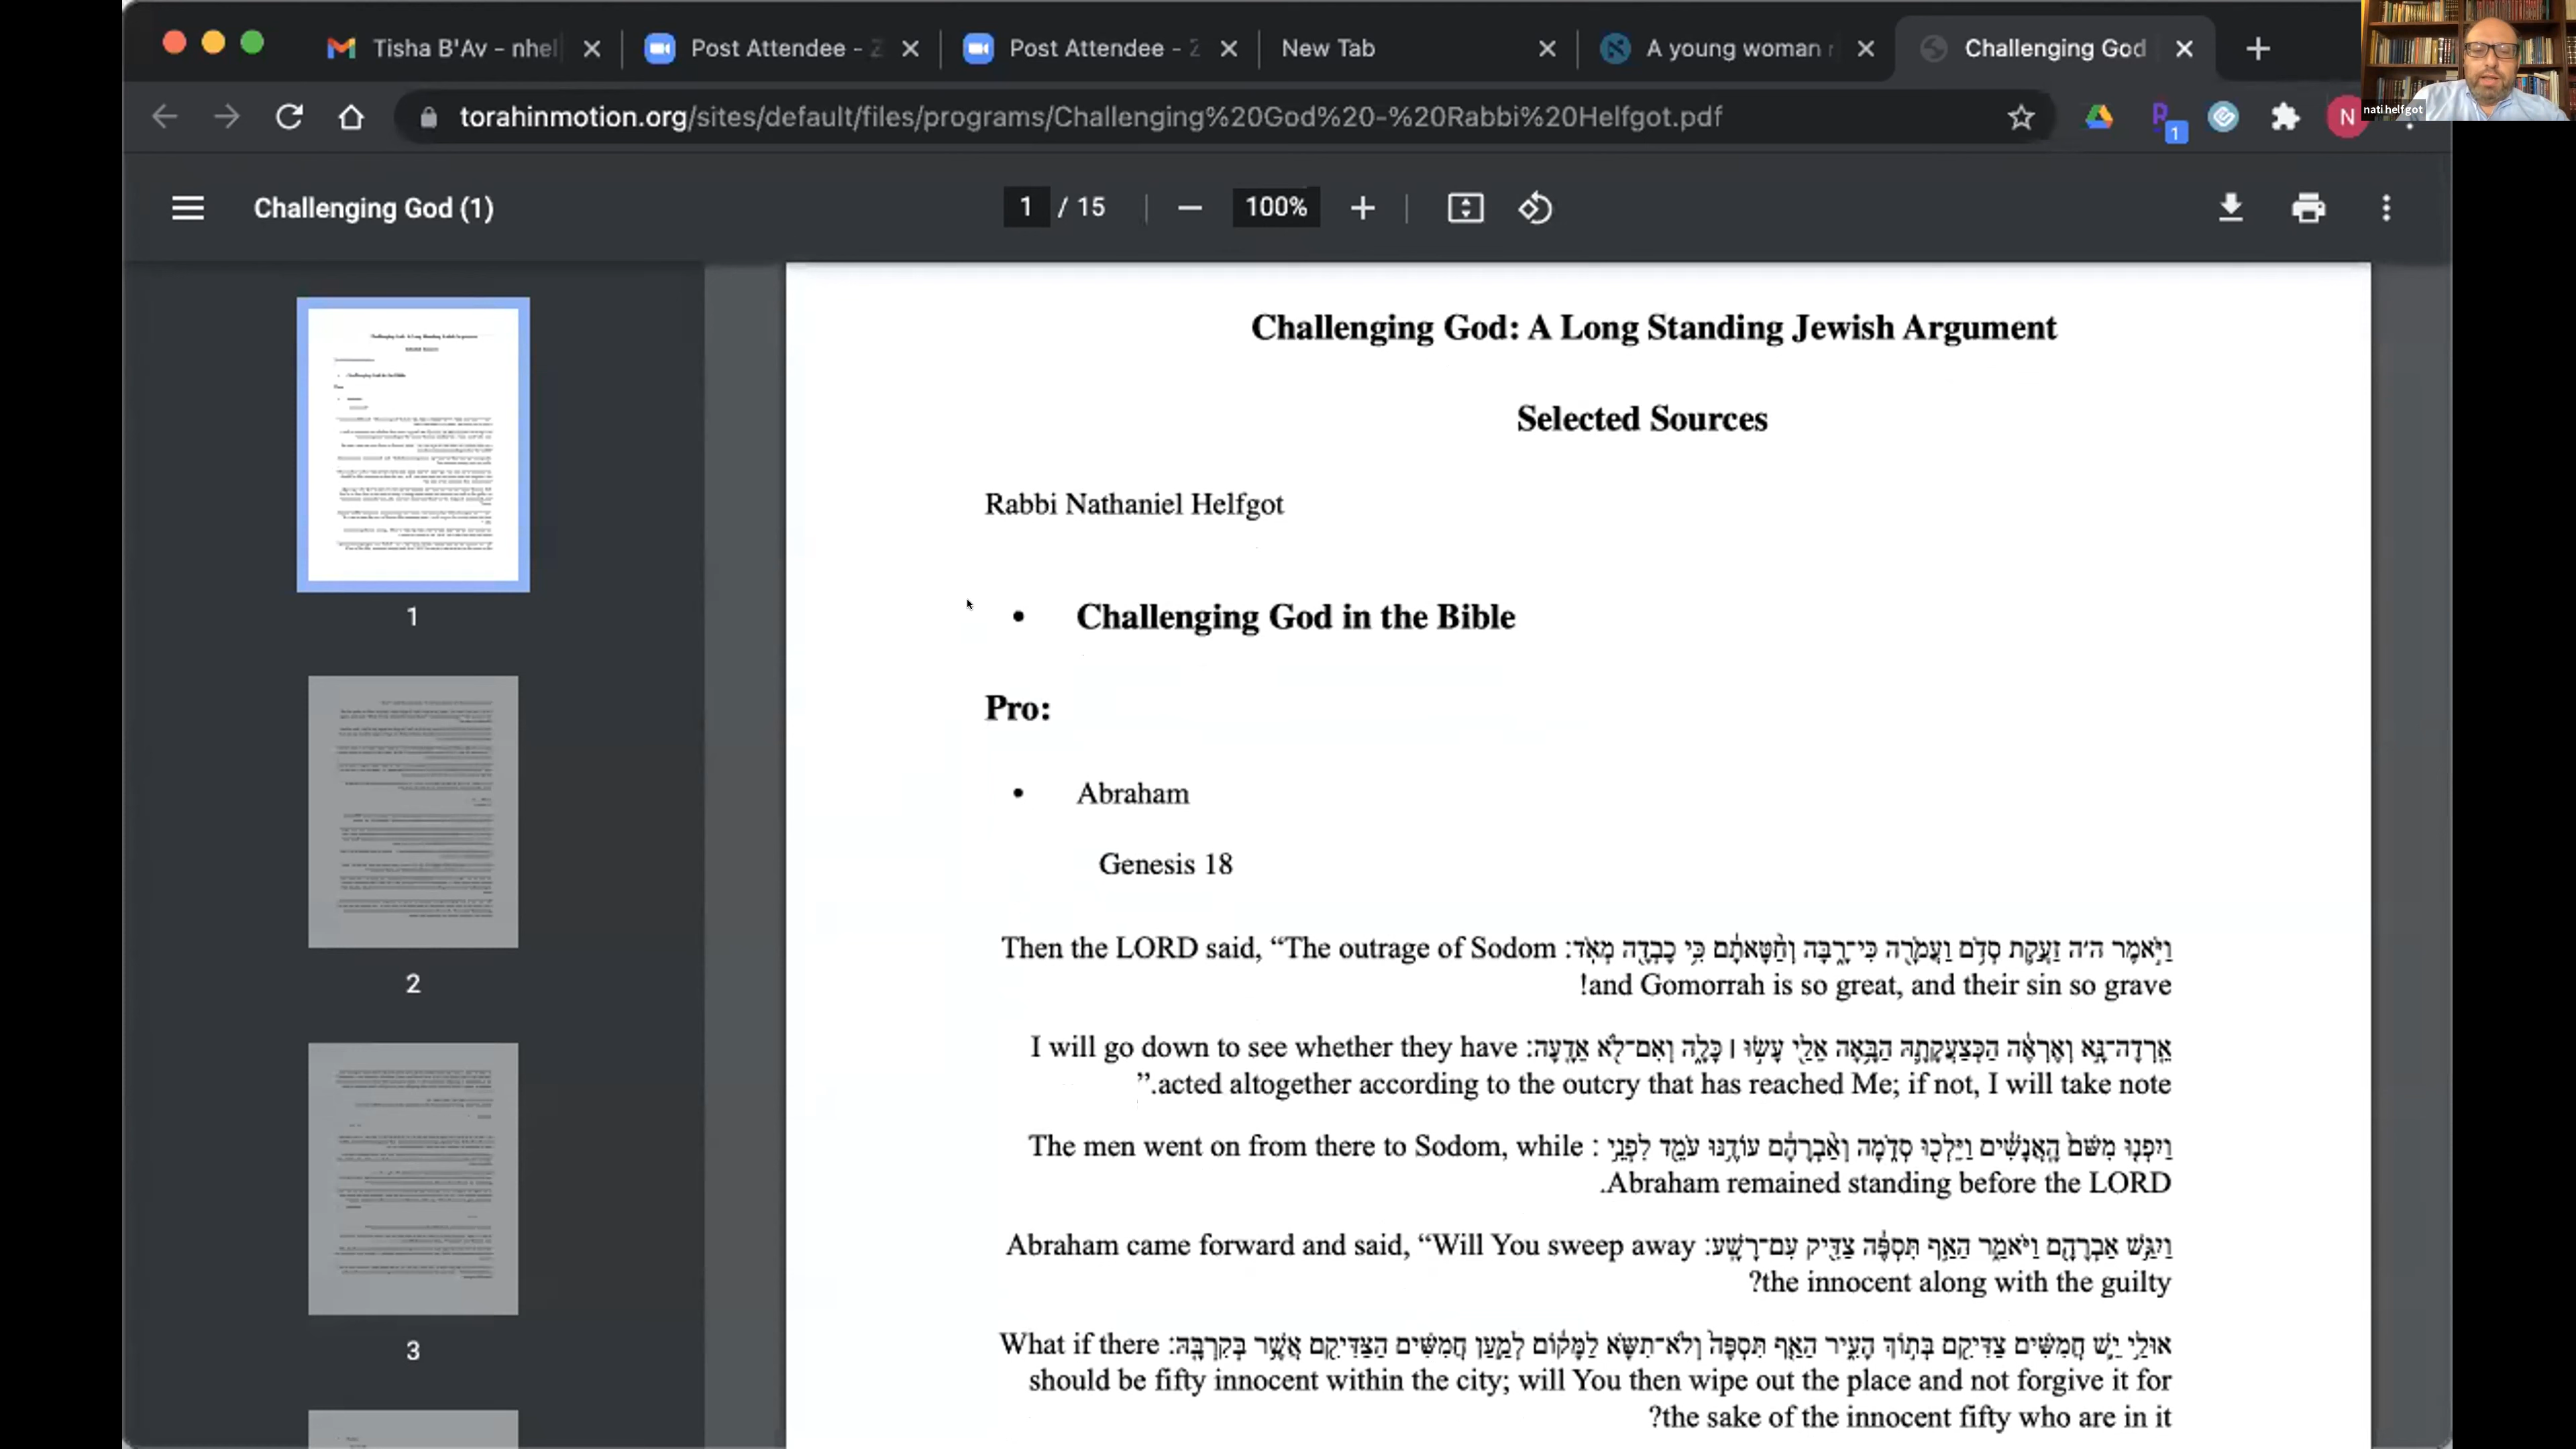 Tisha B'Av - nhel
Post Attendee - Z
Post Attendee - Z
New Tab
A young woman r
Challenging God
nati helfgot
torahinmotion.org/sites/default/files/programs/Challenging%20God%20-%20Rabbi%20Helfgot.pdf
1
N
Challenging God (1)
1 / 15
100%
1
2
3
Challenging God: A Long Standing Jewish Argument
Selected Sources
Rabbi Nathaniel Helfgot
• Challenging God in the Bible
Pro:
• Abraham
Genesis 18
וַיֹּאמֶר ה׳ה זַעֲקַת סְדֹם וַעֲמֹרָה כִּי־רָבָּה וְחַטָּאתָם כִּי כָבְדָה מְאֹד: Then the LORD said, “The outrage of Sodom
and Gomorrah is so great, and their sin so grave!
אֵרְדָה־נָּא וְאֶרְאֶה הַכְּצַעֲקָתָהּ הַבָּאָה אֵלַי עָשׂוּ ׀ כָּלָה וְאִם־לֹא אֵדָעָה: I will go down to see whether they have
acted altogether according to the outcry that has reached Me; if not, I will take note.”
וַיִּפְנוּ מִשָּׁם הָאֲנָשִׁים וַיֵּלְכוּ סְדֹמָה וְאַבְרָהָם עוֹדֶנּוּ עֹמֵד לִפְנֵי : The men went on from there to Sodom, while
Abraham remained standing before the LORD.
וַיִּגַּשׁ אַבְרָהָם וַיֹּאמַר הַאַף תִּסְפֶּה צַדִּיק עִם־רָשָׁע: Abraham came forward and said, “Will You sweep away
the innocent along with the guilty?
אוּלַי יֵשׁ חֲמִשִּׁים צַדִּיקִם בְּתוֹךְ הָעִיר הַאַף תִּסְפֶּה וְלֹא־תִשָּׂא לַמָּקוֹם לְמַעַן חֲמִשִּׁים הַצַּדִּיקִם אֲשֶׁר בְּקִרְבָּהּ: What if there
should be fifty innocent within the city; will You then wipe out the place and not forgive it for
the sake of the innocent fifty who are in it?